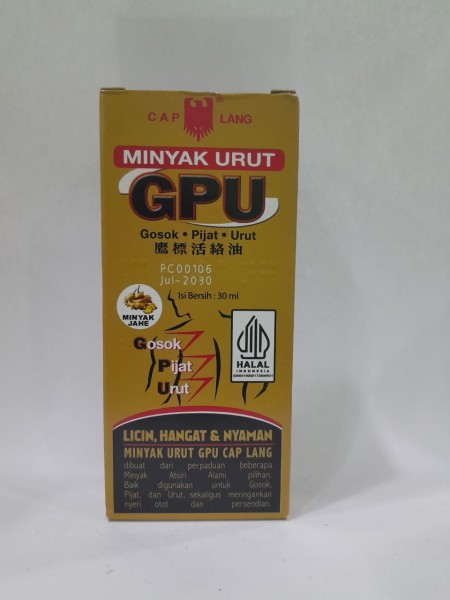 CAP LANG
MINYAK URUT
GPU
Gosok • Pijat • Urut
鷹標活絡油
PC00106
Jul-2030
Isi Bersih : 30 ml
MINYAK
JAHE
Gosok
Pijat
Urut
HALAL
INDONESIA
LICIN, HANGAT & NYAMAN
MINYAK URUT GPU CAP LANG
dibuat dari perpaduan beberapa
Minyak Atsiri Alami pilihan.
Baik digunakan untuk Gosok,
Pijat, dan Urut, sekaligus meringankan
nyeri otot dan persendian.